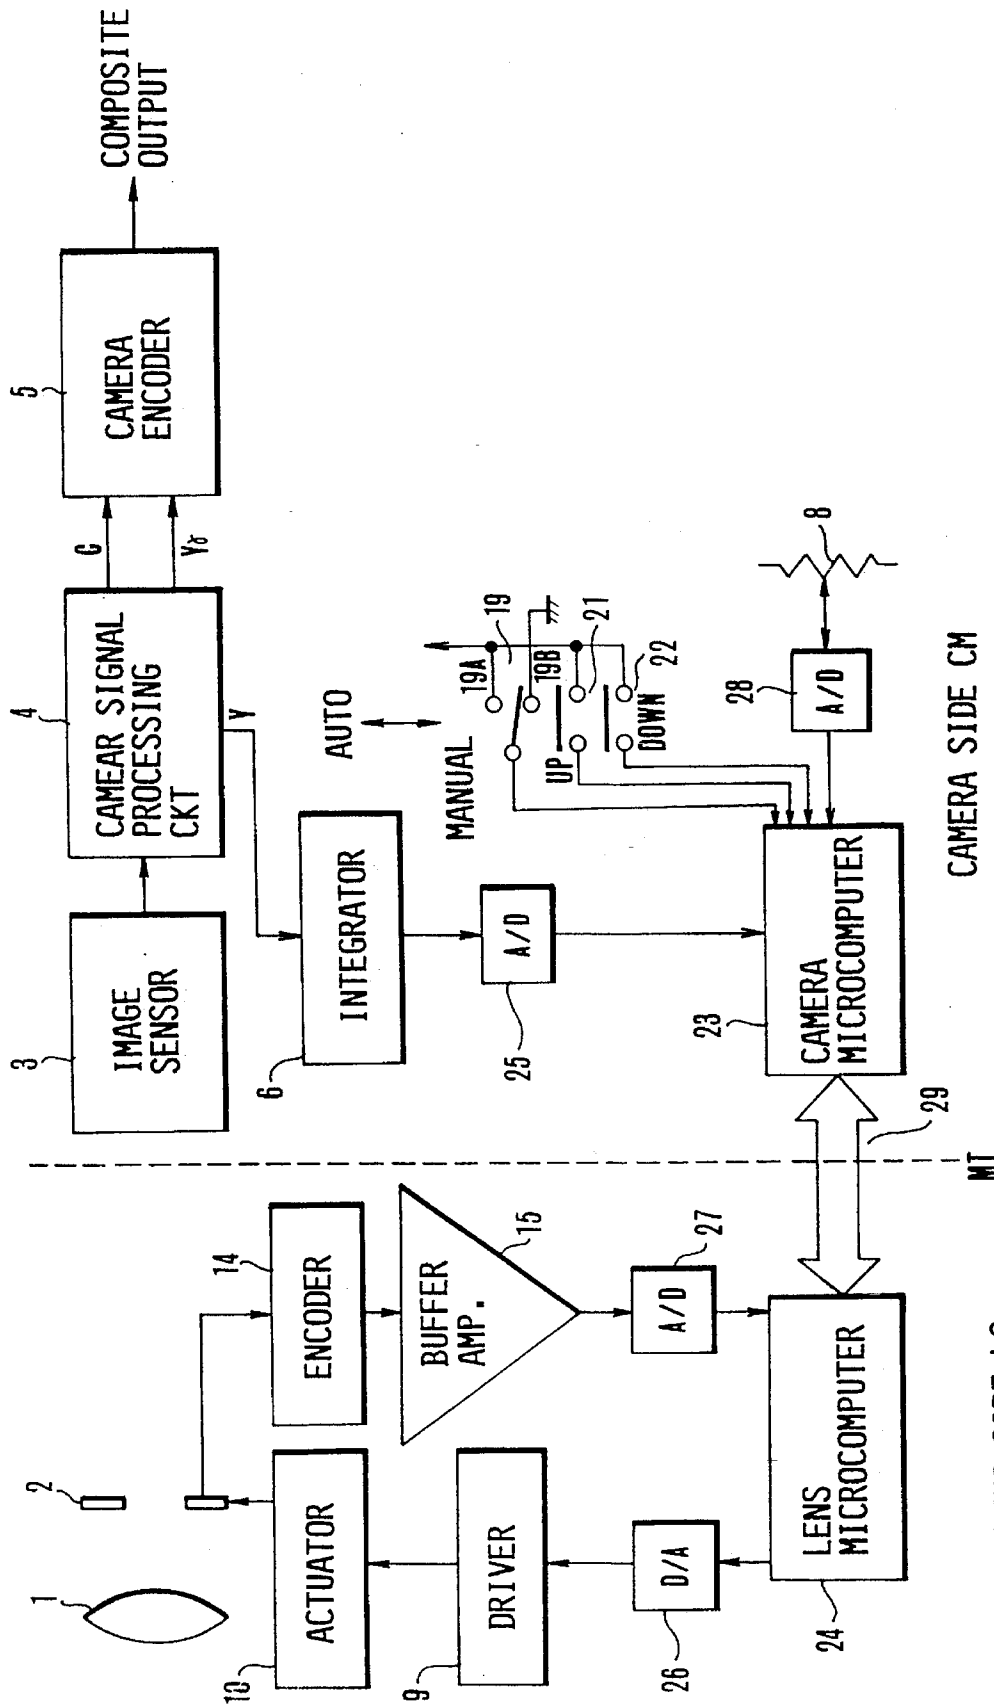 1
2
3
IMAGE
SENSOR
4
CAMEAR SIGNAL
PROCESSING
CKT
C
Yγ
5
CAMERA
ENCODER
COMPOSITE
OUTPUT
Y
10
ACTUATOR
14
ENCODER
6
INTEGRATOR
AUTO
MANUAL
9
DRIVER
BUFFER
AMP.
15
25
A/D
19A
19
19B
UP
21
DOWN
22
26
D/A
27
A/D
28
A/D
8
24
LENS
MICROCOMPUTER
29
23
CAMERA
MICROCOMPUTER
MT
CAMERA SIDE CM